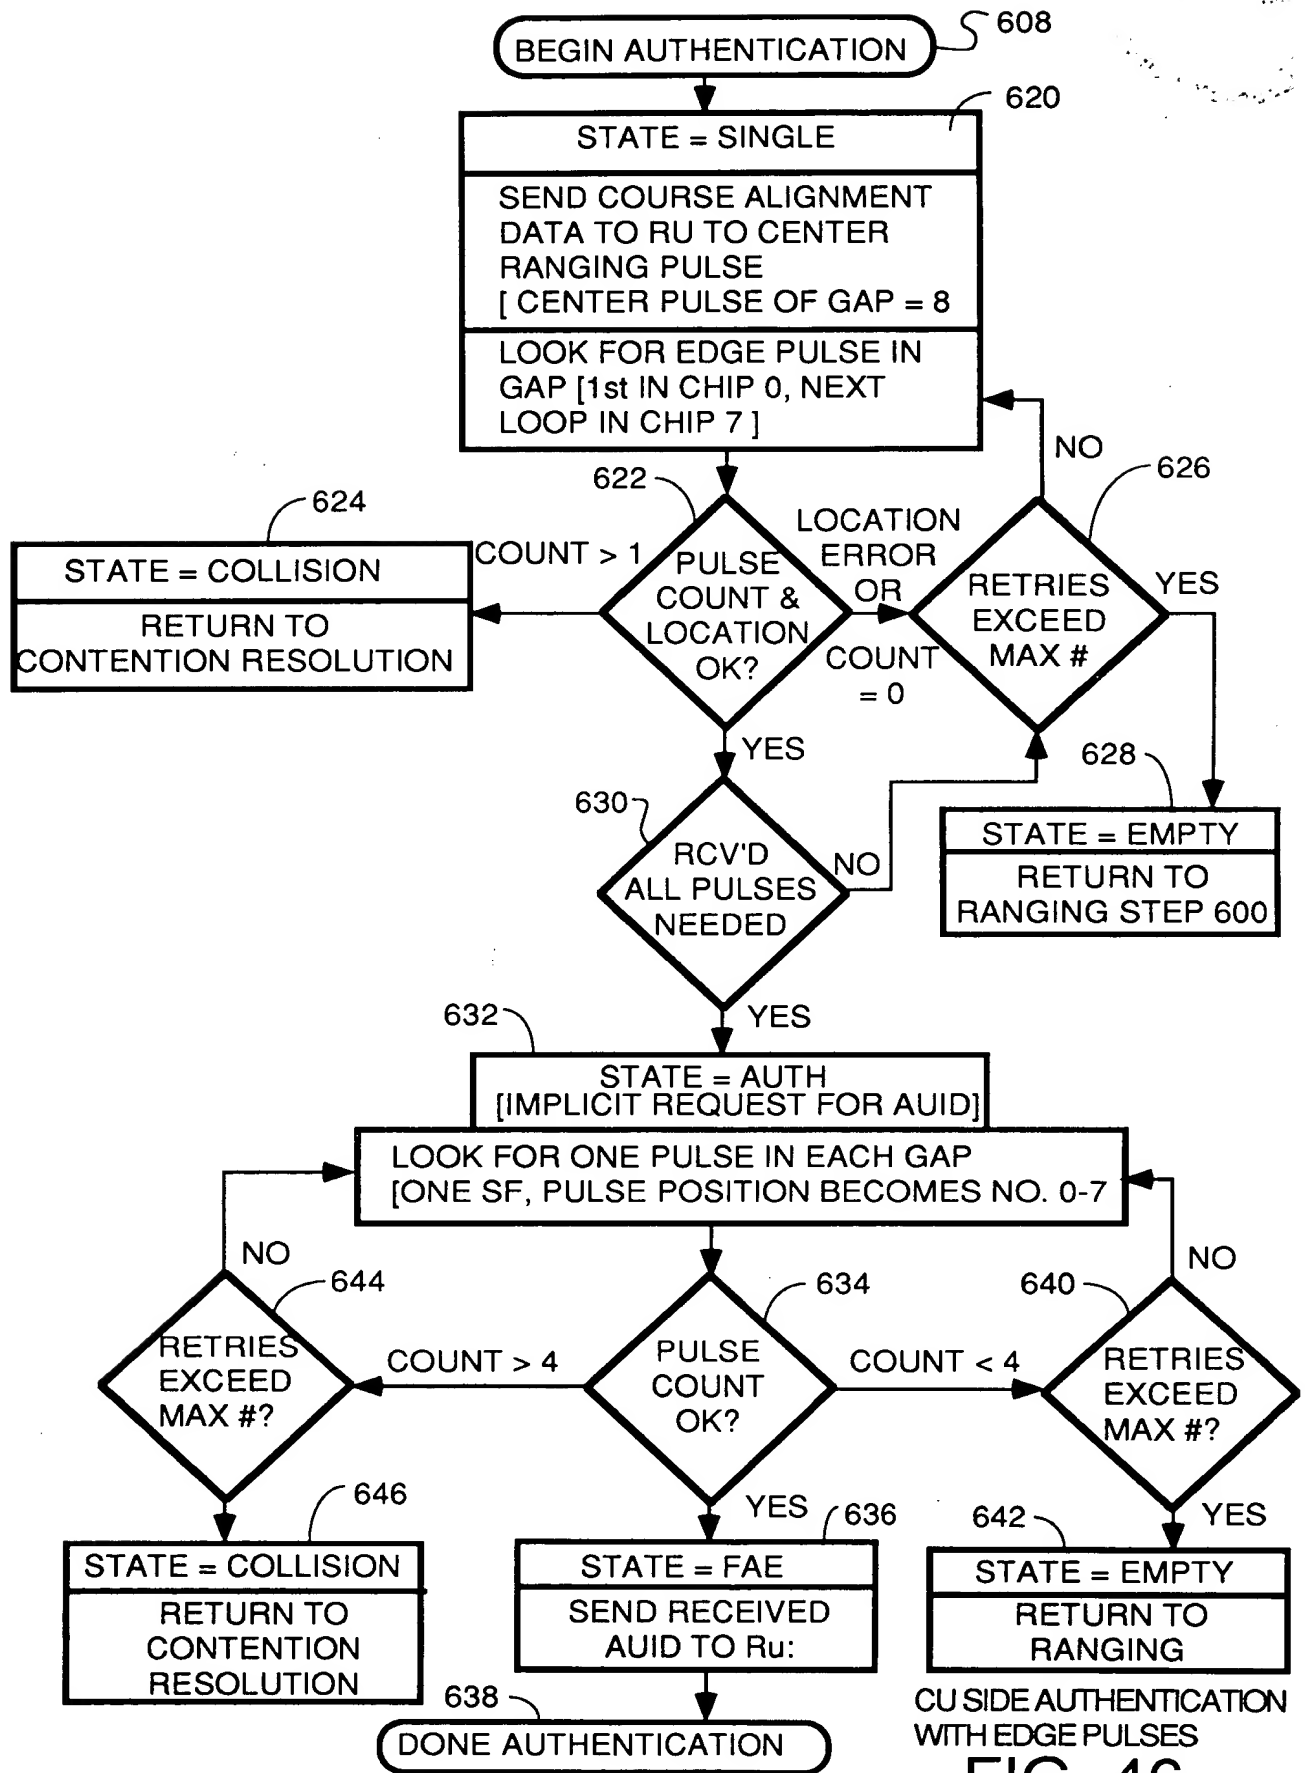 BEGIN AUTHENTICATION
608
620
STATE = SINGLE
SEND COURSE ALIGNMENT
DATA TO RU TO CENTER
RANGING PULSE
[ CENTER PULSE OF GAP = 8
LOOK FOR EDGE PULSE IN
GAP [1st IN CHIP 0, NEXT
LOOP IN CHIP 7 ]
NO
622
626
624
COUNT > 1
STATE = COLLISION
RETURN TO
CONTENTION RESOLUTION
PULSE
COUNT &
LOCATION
OK?
LOCATION
ERROR
OR
COUNT
= 0
RETRIES
EXCEED
MAX #
YES
YES
628
STATE = EMPTY
RETURN TO
RANGING STEP 600
630
RCV'D
ALL PULSES
NEEDED
NO
YES
632
STATE = AUTH
[IMPLICIT REQUEST FOR AUID]
LOOK FOR ONE PULSE IN EACH GAP
[ONE SF, PULSE POSITION BECOMES NO. 0-7
NO
644
634
640
NO
RETRIES
EXCEED
MAX #?
COUNT > 4
PULSE
COUNT
OK?
COUNT < 4
RETRIES
EXCEED
MAX #?
646
STATE = COLLISION
RETURN TO
CONTENTION
RESOLUTION
YES
636
STATE = FAE
SEND RECEIVED
AUID TO Ru:
YES
642
STATE = EMPTY
RETURN TO
RANGING
638
DONE AUTHENTICATION
CU SIDE AUTHENTICATION
WITH EDGE PULSES
FIG. 46